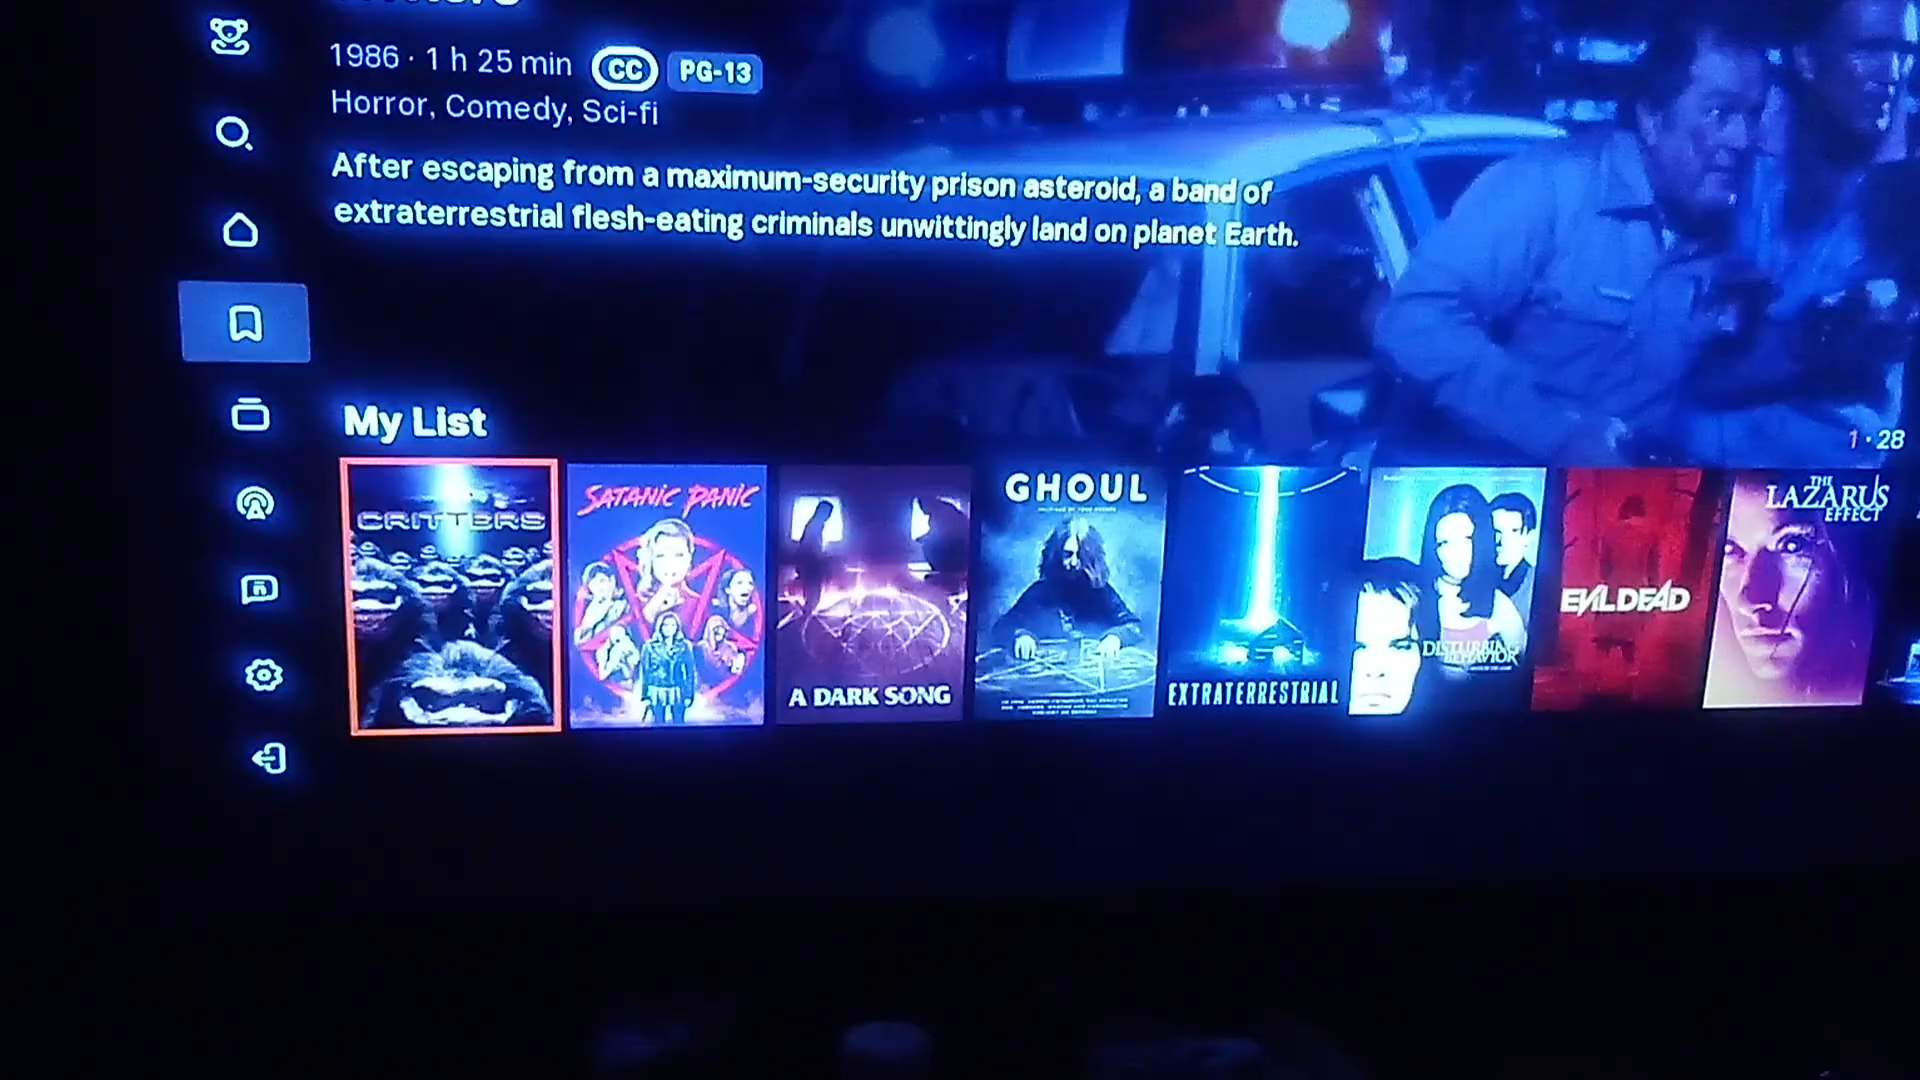 1986 · 1 h 25 min CC PG-13
Horror, Comedy, Sci-fi
After escaping from a maximum-security prison asteroid, a band of
extraterrestrial flesh-eating criminals unwittingly land on planet Earth.
My List
1 · 28
CRITTERS
SATANIC PANIC
A DARK SONG
GHOUL
EXTRATERRESTRIAL
DISTURBING
BEHAVIOR
EVIL DEAD
THE
LAZARUS
EFFECT